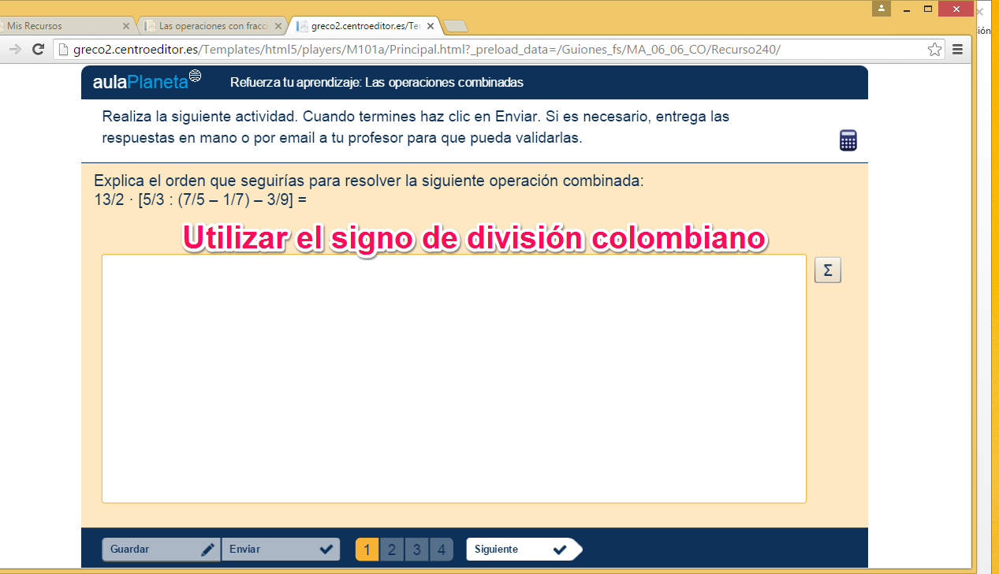 Mis Recursos
Las operaciones con fracci
greco2.centroeditor.es/Te
ión
greco2.centroeditor.es/Templates/html5/players/M101a/Principal.html?_preload_data=/Guiones_fs/MA_06_06_CO/Recurso240/
aulaPlaneta
Refuerza tu aprendizaje: Las operaciones combinadas
Realiza la siguiente actividad. Cuando termines haz clic en Enviar. Si es necesario, entrega las
respuestas en mano o por email a tu profesor para que pueda validarlas.
Explica el orden que seguirías para resolver la siguiente operación combinada:
13/2 · [5/3 : (7/5 – 1/7) – 3/9] =
Utilizar el signo de división colombiano
Σ
Guardar
Enviar
1 2 3 4
Siguiente